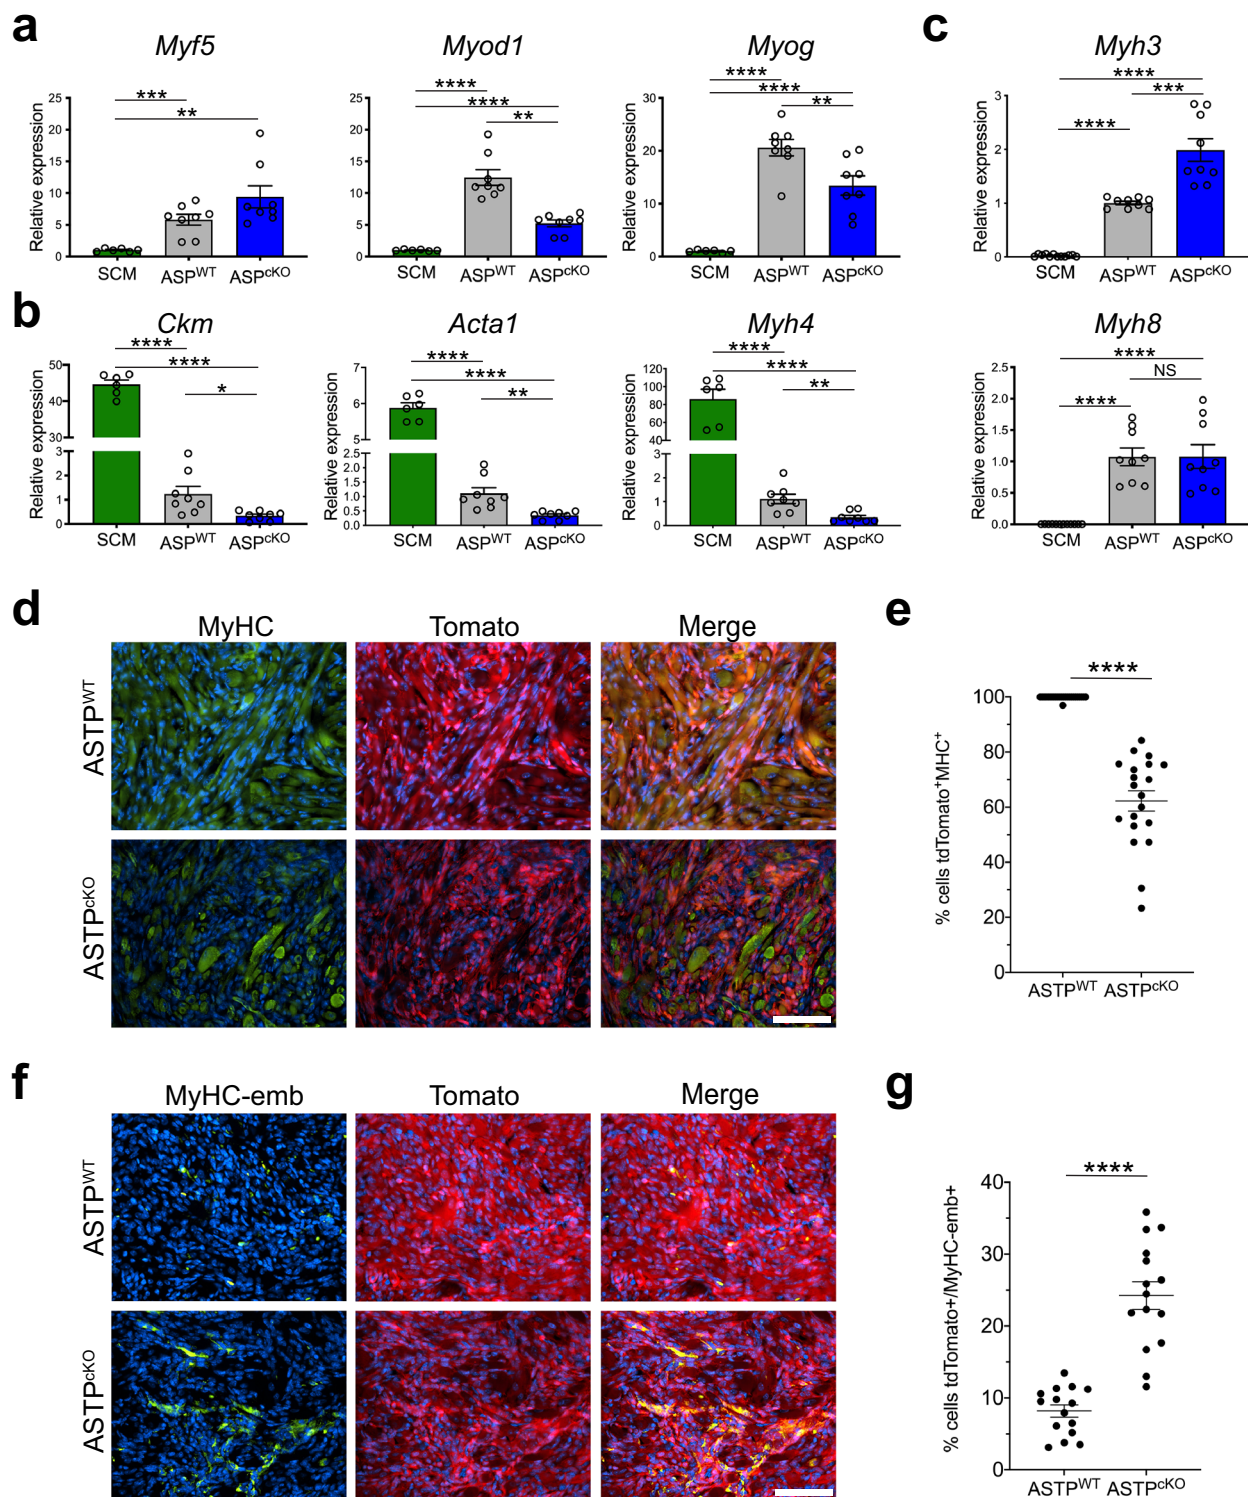 a
c
Myf5
Myod1
Myog
Myh3
***
**
****
****
**
****
****
**
****
***
****
Relative expression
25
20
15
10
5
0
SCM
ASPWT
ASPcKO
Relative expression
25
20
15
10
5
0
SCM
ASPWT
ASPcKO
Relative expression
30
20
10
0
SCM
ASPWT
ASPcKO
Relative expression
3
2
1
0
SCM
ASPWT
ASPcKO
b
Ckm
Acta1
Myh4
Myh8
****
****
*
****
****
**
****
****
**
****
NS
****
Relative expression
50
40
30
3
2
1
0
SCM
ASPWT
ASPcKO
Relative expression
7
6
5
2.5
2.0
1.5
1.0
0.5
0.0
SCM
ASPWT
ASPcKO
Relative expression
120
100
80
60
40
4
3
2
1
0
SCM
ASPWT
ASPcKO
Relative expression
2.5
2.0
1.5
1.0
0.5
0.0
SCM
ASPWT
ASPcKO
d
MyHC
Tomato
Merge
ASTPWT
ASTPcKO
e
****
% cells tdTomato+MHC+
100
80
60
40
20
0
ASTPWT
ASTPcKO
f
MyHC-emb
Tomato
Merge
ASTPWT
ASTPcKO
g
****
% cells tdTomato+/MyHC-emb+
40
30
20
10
0
ASTPWT
ASTPcKO